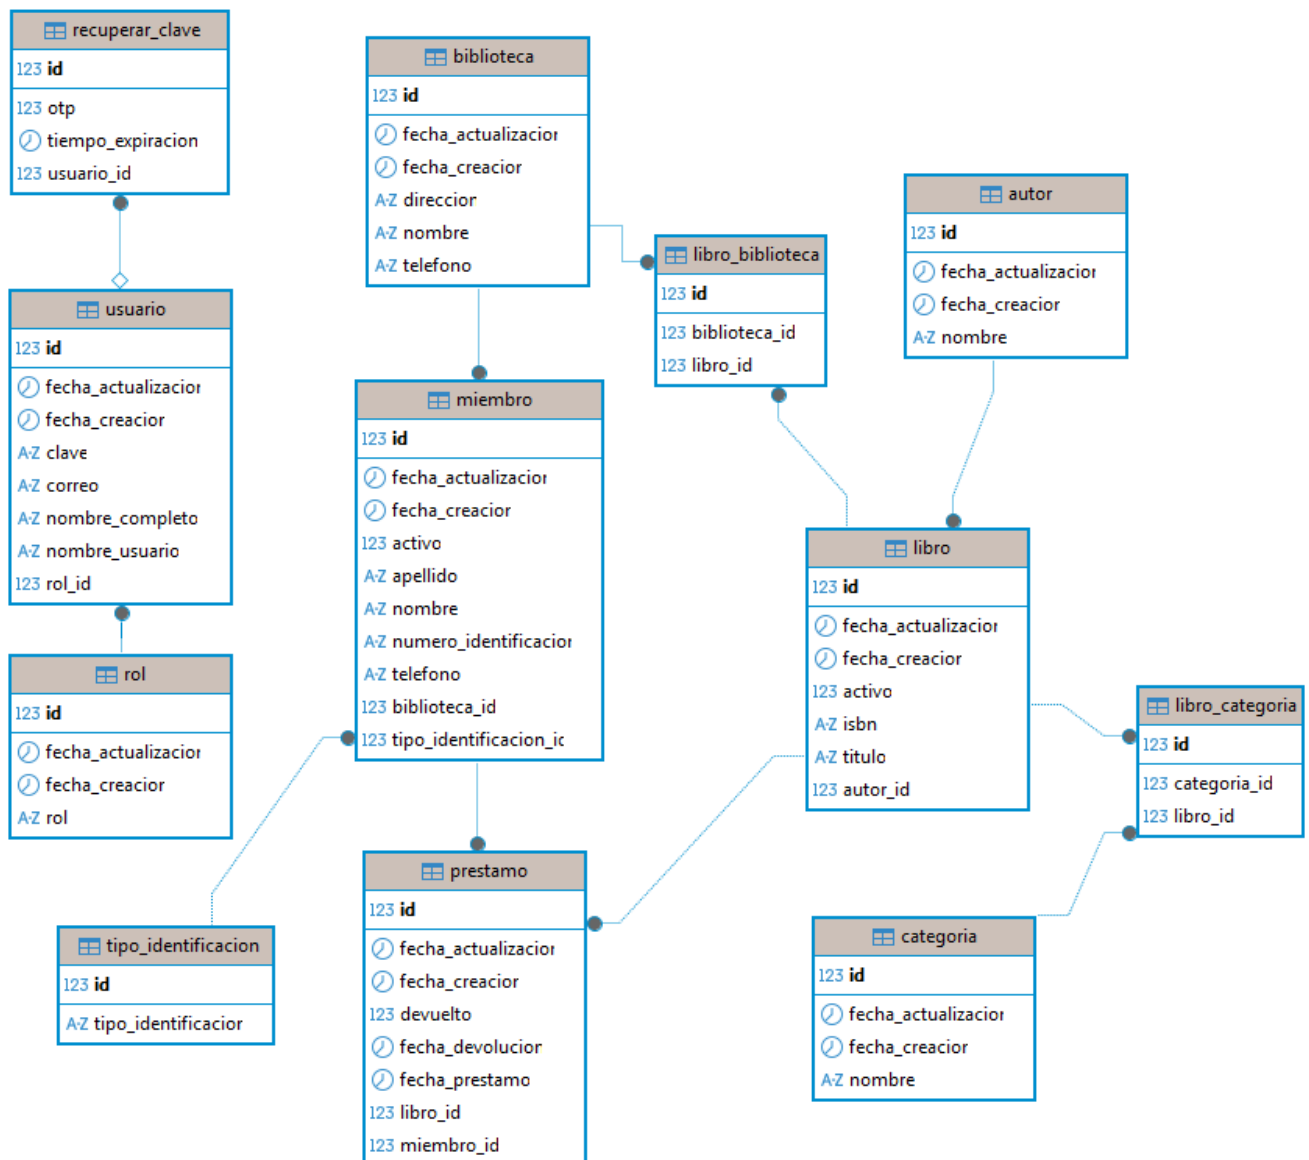 recuperar_clave
123 id
123 otp
tiempo_expiracion
123 usuario_id
usuario
123 id
fecha_actualizacior
fecha_creacior
A-Z clave
A-Z correo
A-Z nombre_completo
A-Z nombre_usuario
123 rol_id
rol
123 id
fecha_actualizacior
fecha_creacior
A-Z rol
tipo_identificacion
123 id
A-Z tipo_identificacior
biblioteca
123 id
fecha_actualizacior
fecha_creacior
A-Z direccior
A-Z nombre
A-Z telefono
miembro
123 id
fecha_actualizacior
fecha_creacior
123 activo
A-Z apellido
A-Z nombre
A-Z numero_identificacior
A-Z telefono
123 biblioteca_id
123 tipo_identificacion_ic
prestamo
123 id
fecha_actualizacior
fecha_creacior
123 devuelto
fecha_devolucior
fecha_prestamo
123 libro_id
123 miembro_id
libro_biblioteca
123 id
123 biblioteca_id
123 libro_id
autor
123 id
fecha_actualizacior
fecha_creacior
A-Z nombre
libro
123 id
fecha_actualizacior
fecha_creacior
123 activo
A-Z isbn
A-Z titulo
123 autor_id
libro_categoria
123 id
123 categoria_id
123 libro_id
categoria
123 id
fecha_actualizacior
fecha_creacior
A-Z nombre